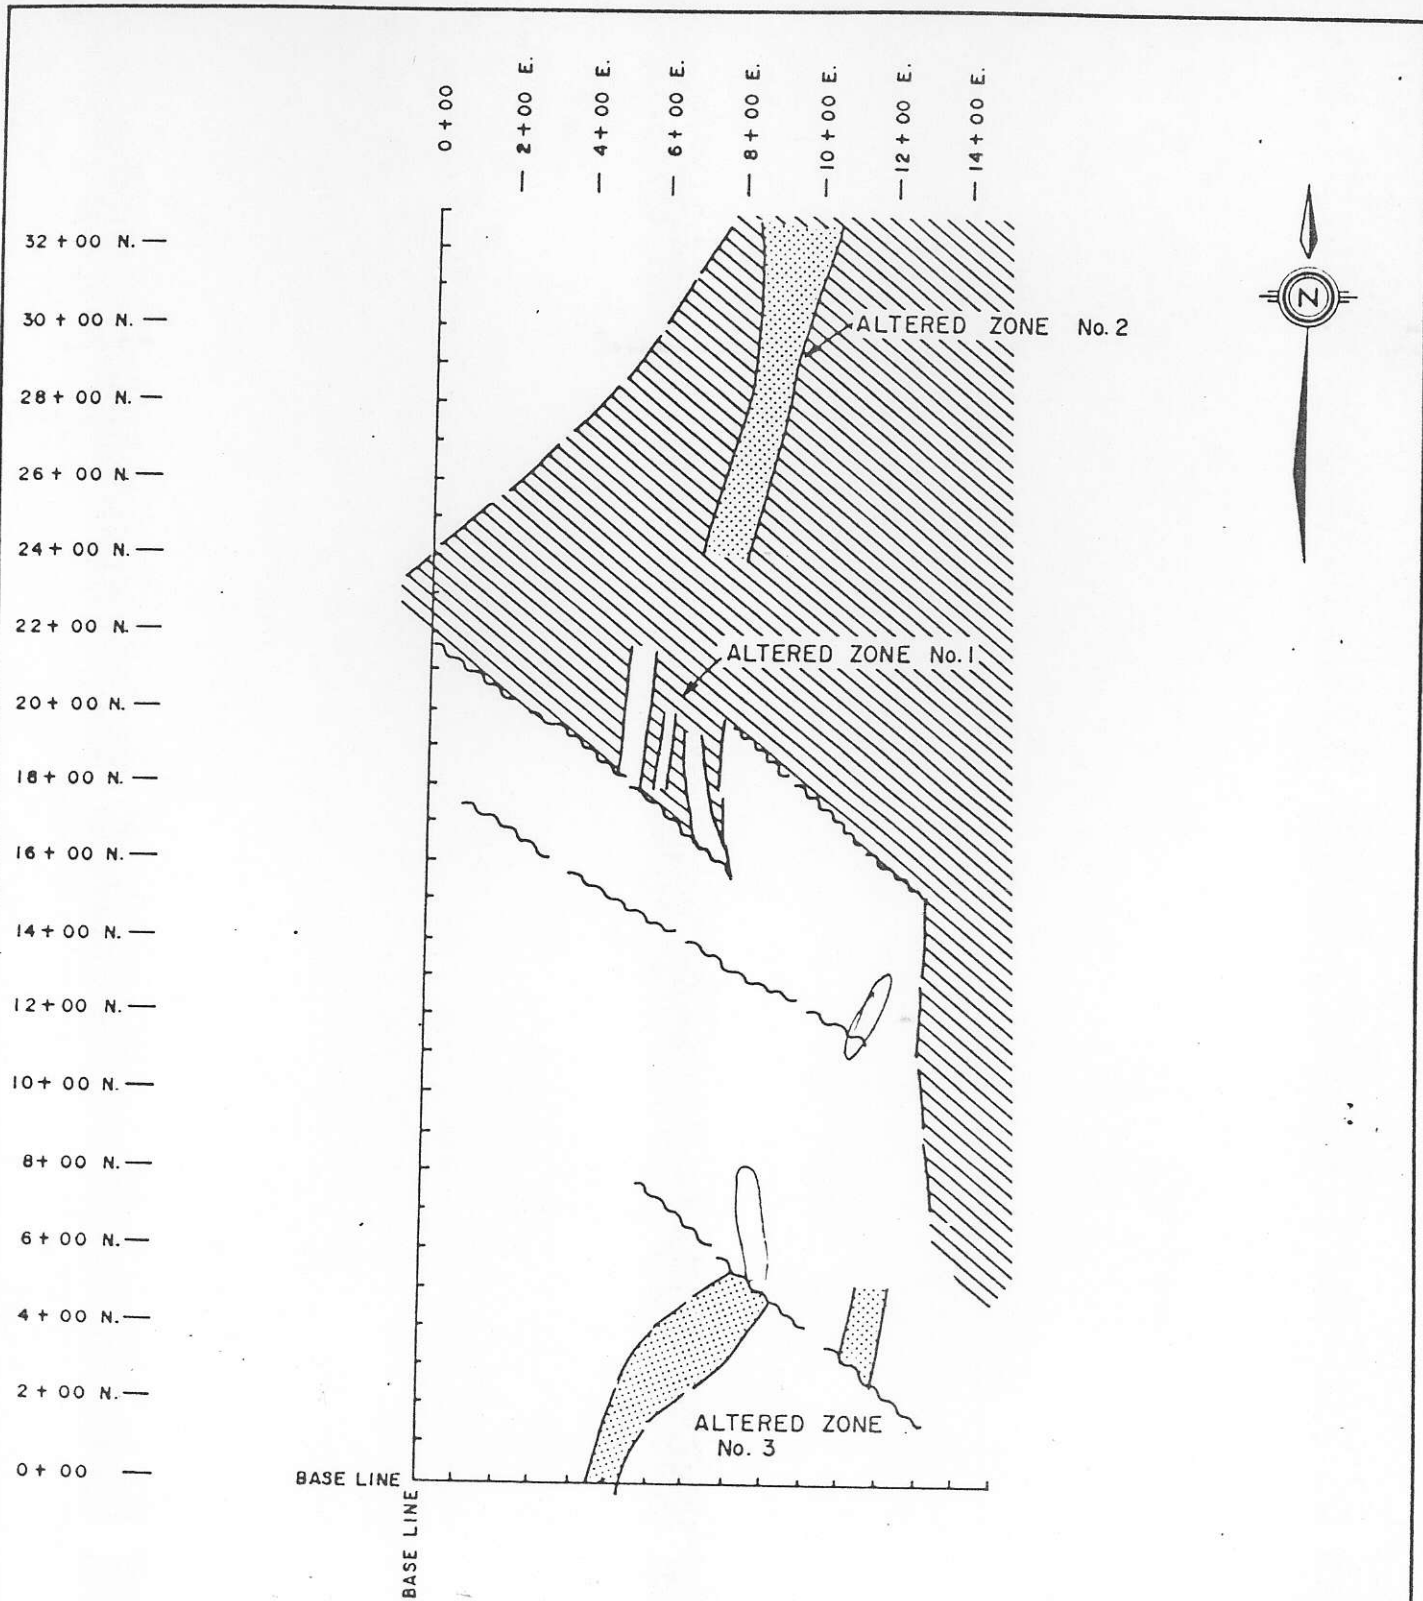 0 + 00
— 2 + 00 E.
— 4 + 00 E.
— 6 + 00 E.
— 8 + 00 E.
— 10 + 00 E.
— 12 + 00 E.
— 14 + 00 E.
32 + 00 N. —
30 + 00 N. —
28 + 00 N. —
26 + 00 N. —
24 + 00 N. —
22 + 00 N. —
20 + 00 N. —
18 + 00 N. —
16 + 00 N. —
14 + 00 N. —
12 + 00 N. —
10 + 00 N. —
8 + 00 N. —
6 + 00 N. —
4 + 00 N. —
2 + 00 N. —
0 + 00 —
N
ALTERED ZONE No. 2
ALTERED ZONE No. 1
ALTERED ZONE
No. 3
BASE LINE
BASE LINE